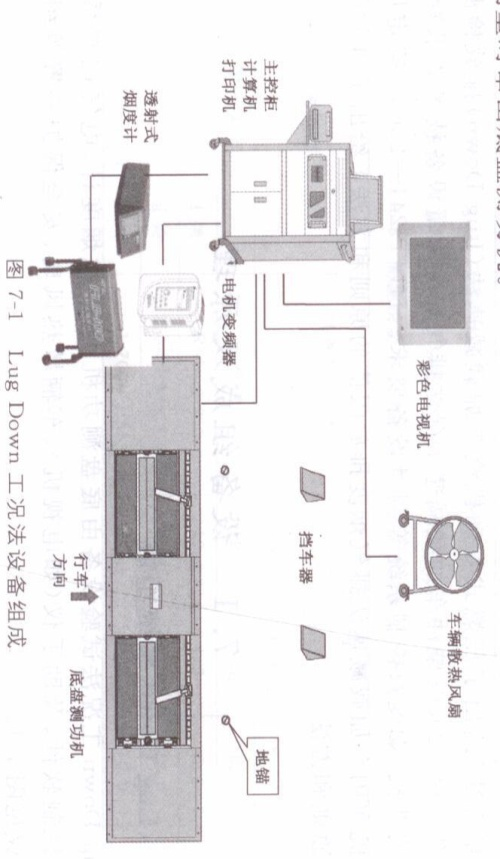 主控柜
计算机
打印机
透射式
烟度计
电机变频器
彩色电视机
车辆散热风扇
挡车器
地锚
行车
方向
底盘测功机
图 7-1 Lug Down 工况法设备组成